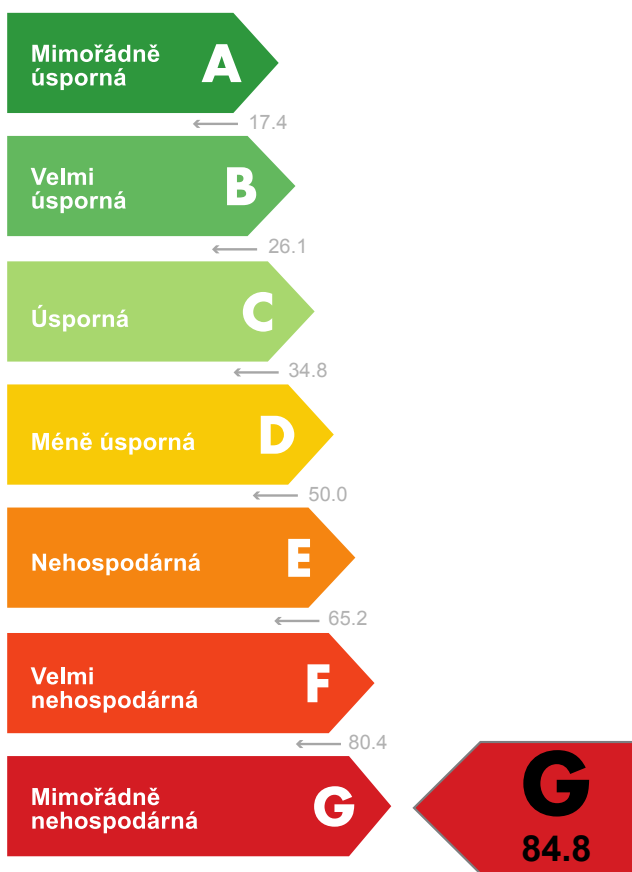 Mimořádně
úsporná
A
17.4
Velmi
úsporná
B
26.1
Úsporná
C
34.8
Méně úsporná
D
50.0
Nehospodárná
E
65.2
Velmi
nehospodárná
F
80.4
Mimořádně
nehospodárná
G
G
84.8